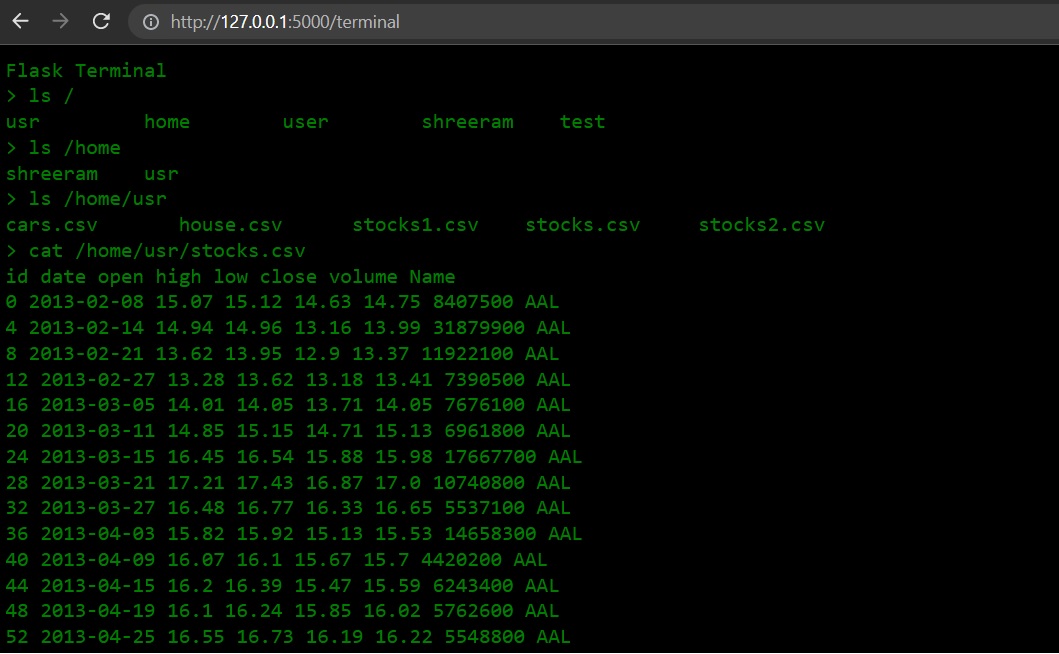 http://127.0.0.1:5000/terminal
Flask Terminal
> ls /
usr home user shreeram test
> ls /home
shreeram usr
> ls /home/usr
cars.csv house.csv stocks1.csv stocks.csv stocks2.csv
> cat /home/usr/stocks.csv
id date open high low close volume Name
0 2013-02-08 15.07 15.12 14.63 14.75 8407500 AAL
4 2013-02-14 14.94 14.96 13.16 13.99 31879900 AAL
8 2013-02-21 13.62 13.95 12.9 13.37 11922100 AAL
12 2013-02-27 13.28 13.62 13.18 13.41 7390500 AAL
16 2013-03-05 14.01 14.05 13.71 14.05 7676100 AAL
20 2013-03-11 14.85 15.15 14.71 15.13 6961800 AAL
24 2013-03-15 16.45 16.54 15.88 15.98 17667700 AAL
28 2013-03-21 17.21 17.43 16.87 17.0 10740800 AAL
32 2013-03-27 16.48 16.77 16.33 16.65 5537100 AAL
36 2013-04-03 15.82 15.92 15.13 15.53 14658300 AAL
40 2013-04-09 16.07 16.1 15.67 15.7 4420200 AAL
44 2013-04-15 16.2 16.39 15.47 15.59 6243400 AAL
48 2013-04-19 16.1 16.24 15.85 16.02 5762600 AAL
52 2013-04-25 16.55 16.73 16.19 16.22 5548800 AAL